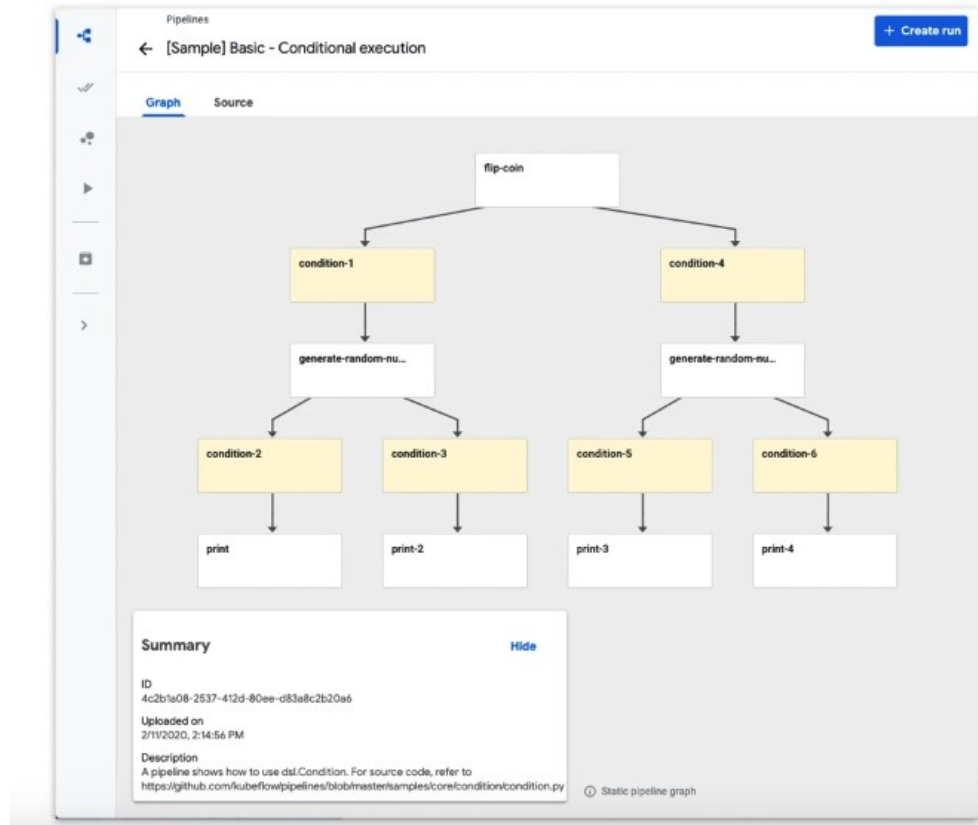 Pipelines
[Sample] Basic - Conditional execution
+ Create run
Graph
Source
flip-coin
condition-1
condition-4
generate-random-nu...
generate-random-nu...
condition-2
condition-3
condition-5
condition-6
print
print-2
print-3
print-4
Summary
Hide
ID
4c2b1a08-2537-412d-80ee-d83a8c2b20a6
Uploaded on
2/11/2020, 2:14:56 PM
Description
A pipeline shows how to use dsl.Condition. For source code, refer to
https://github.com/kubeflow/pipelines/blob/master/samples/core/condition/condition.py
Static pipeline graph